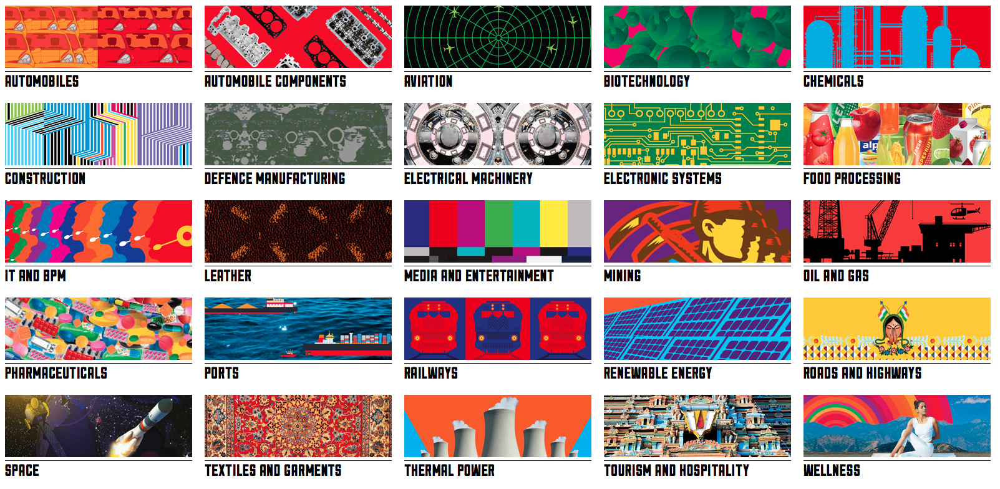 AUTOMOBILES
AUTOMOBILE COMPONENTS
AVIATION
BIOTECHNOLOGY
CHEMICALS
CONSTRUCTION
DEFENCE MANUFACTURING
ELECTRICAL MACHINERY
ELECTRONIC SYSTEMS
FOOD PROCESSING
IT AND BPM
LEATHER
MEDIA AND ENTERTAINMENT
MINING
OIL AND GAS
PHARMACEUTICALS
PORTS
RAILWAYS
RENEWABLE ENERGY
ROADS AND HIGHWAYS
SPACE
TEXTILES AND GARMENTS
THERMAL POWER
TOURISM AND HOSPITALITY
WELLNESS